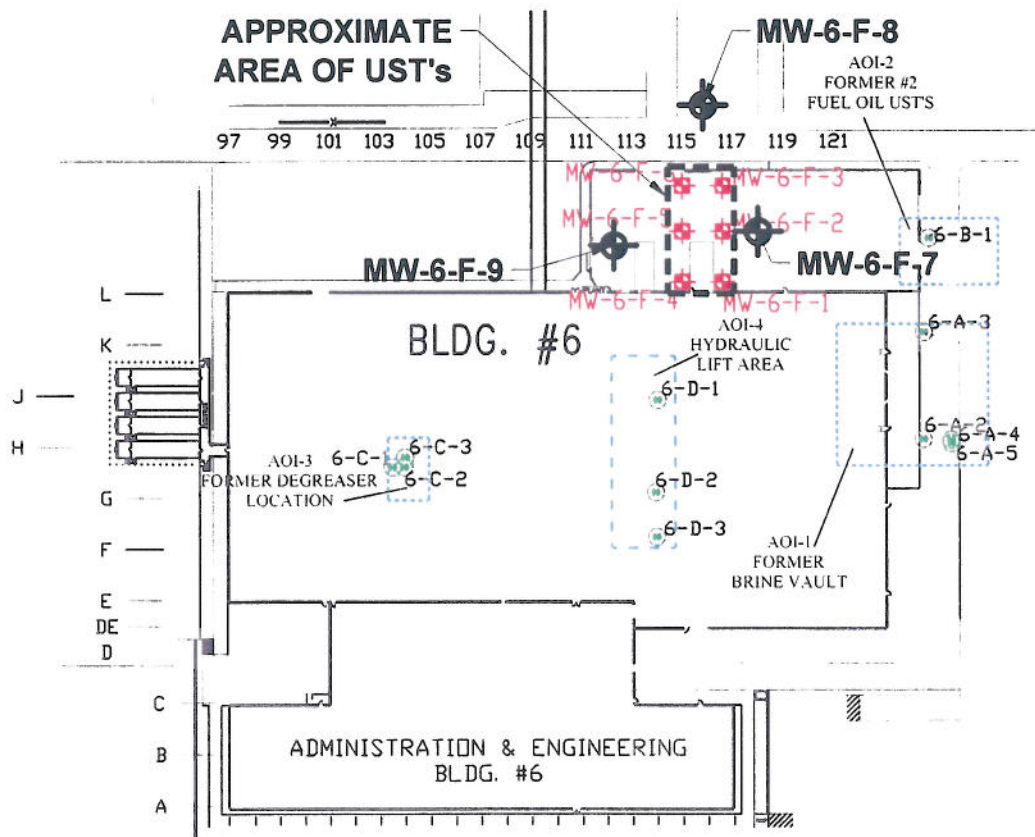 APPROXIMATE
AREA OF UST's
MW-6-F-8
AOI-2
FORMER #2
FUEL OIL UST'S
97 99 101 103 105 107 109 111 113 115 117 119 121
MW-6-F-3
MW-6-F-2
6-B-1
MW-6-F-9
MW-6-F-7
MW-6-F-4
MW-6-F-1
L
K
J
H
G
F
E
DE
D
C
B
A
BLDG. #6
AOI-4
HYDRAULIC
LIFT AREA
6-A-3
6-D-1
6-A-2
6-A-4
6-A-5
6-C-1
6-C-3
6-C-2
AOI-3
FORMER DEGREASER
LOCATION
6-D-2
6-D-3
AOI-1
FORMER
BRINE VAULT
ADMINISTRATION & ENGINEERING
BLDG. #6